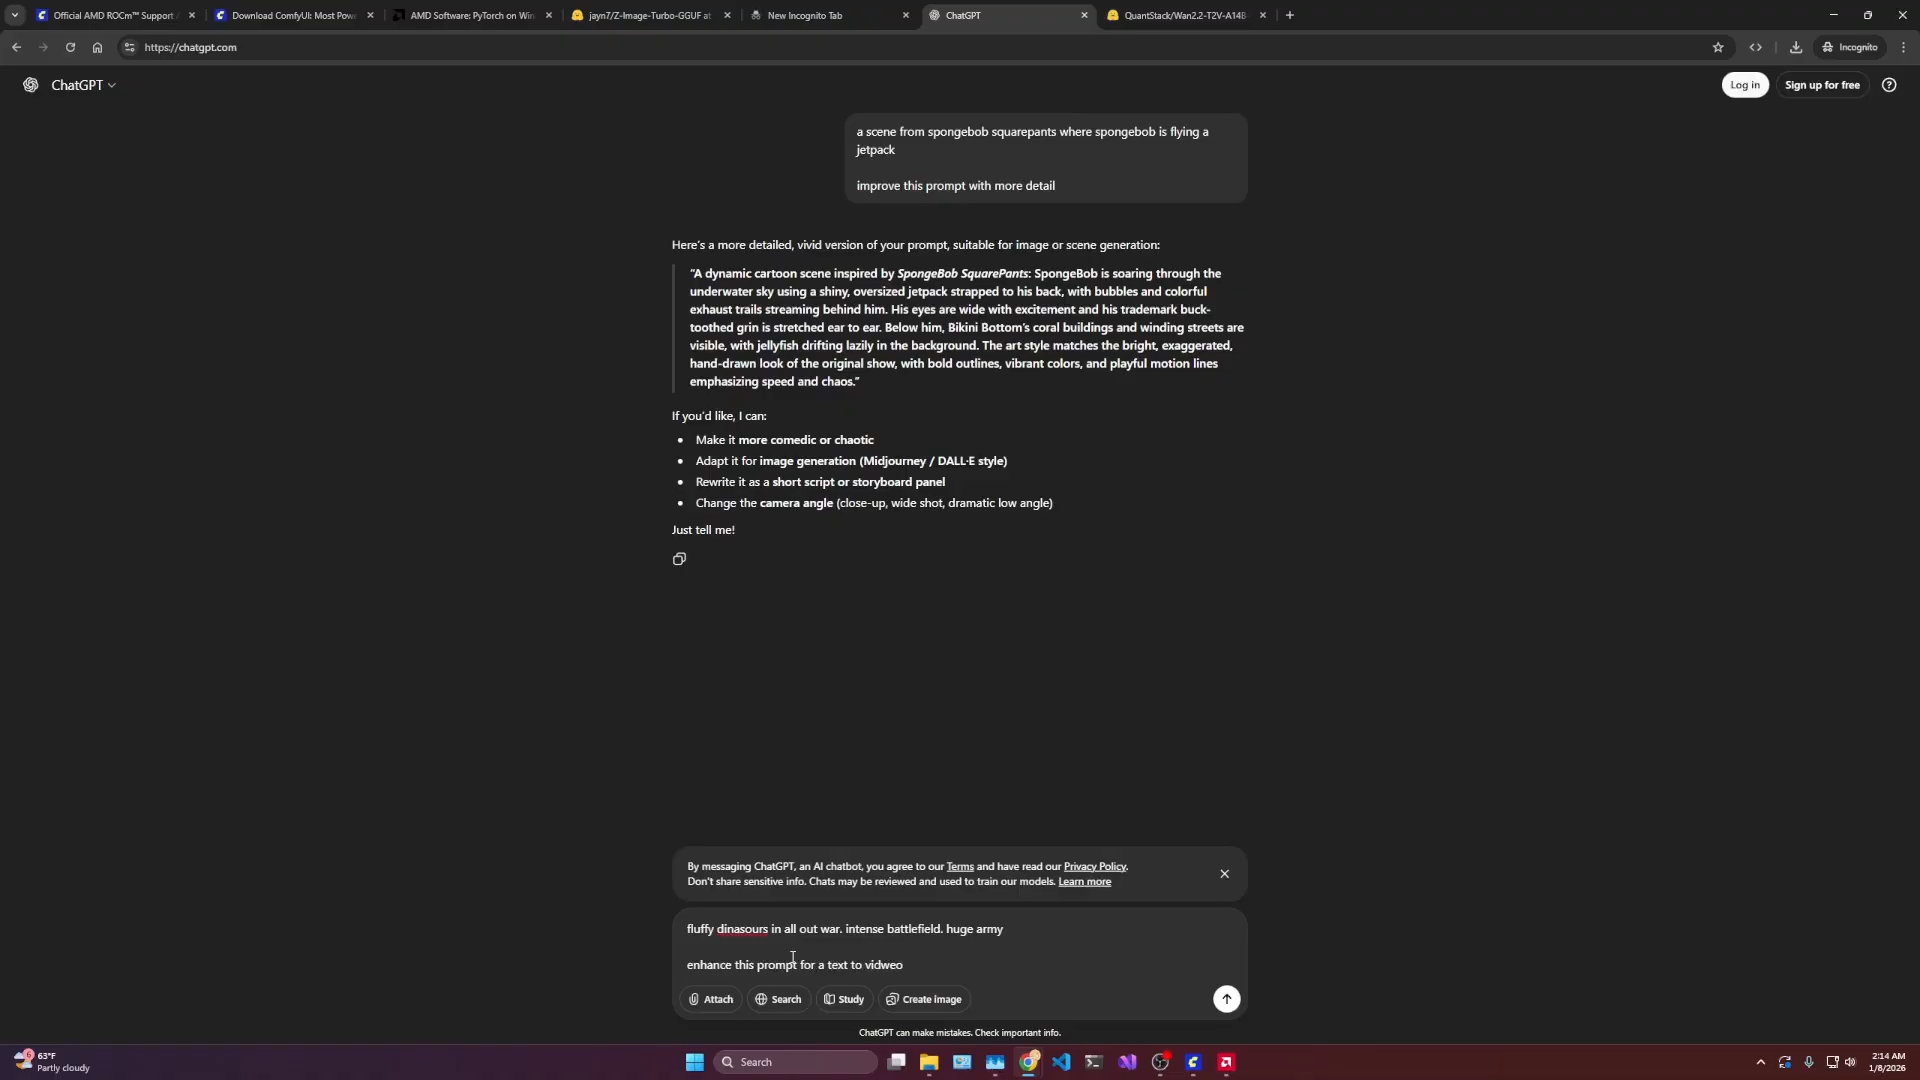 Official AMD ROCm™ Support
Download ComfyUI: Most Pow
AMD Software: PyTorch on Win
jayn7/Z-Image-Turbo-GGUF at
New Incognito Tab
ChatGPT
QuantStack/Wan2.2-T2V-A14B
https://chatgpt.com
Incognito
ChatGPT
Log in
Sign up for free
a scene from spongebob squarepants where spongebob is flying a
jetpack
improve this prompt with more detail
Here's a more detailed, vivid version of your prompt, suitable for image or scene generation:
"A dynamic cartoon scene inspired by SpongeBob SquarePants: SpongeBob is soaring through the
underwater sky using a shiny, oversized jetpack strapped to his back, with bubbles and colorful
exhaust trails streaming behind him. His eyes are wide with excitement and his trademark buck-
toothed grin is stretched ear to ear. Below him, Bikini Bottom's coral buildings and winding streets are
visible, with jellyfish drifting lazily in the background. The art style matches the bright, exaggerated,
hand-drawn look of the original show, with bold outlines, vibrant colors, and playful motion lines
emphasizing speed and chaos."
If you'd like, I can:
• Make it more comedic or chaotic
• Adapt it for image generation (Midjourney / DALL·E style)
• Rewrite it as a short script or storyboard panel
• Change the camera angle (close-up, wide shot, dramatic low angle)
Just tell me!
By messaging ChatGPT, an AI chatbot, you agree to our Terms and have read our Privacy Policy.
Don't share sensitive info. Chats may be reviewed and used to train our models. Learn more
fluffy dinasours in all out war. intense battlefield. huge army
enhance this prompt for a text to vidweo
Attach
Search
Study
Create image
ChatGPT can make mistakes. Check important info.
63°F
Partly cloudy
Search
2:14 AM
1/8/2026